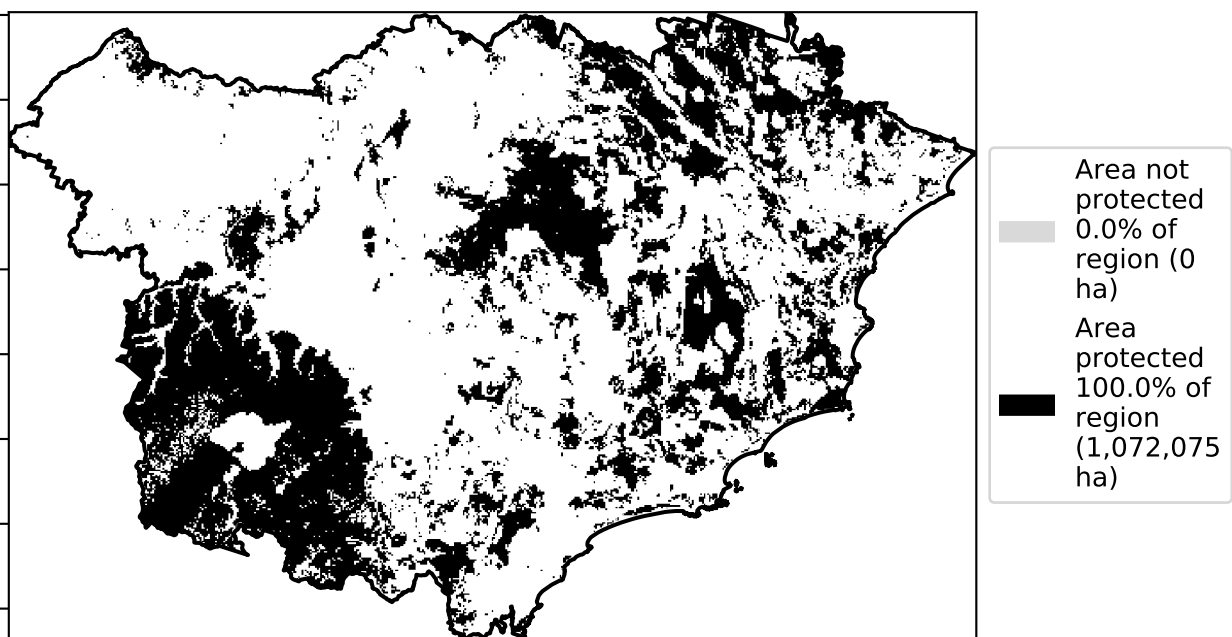 Area not
protected
0.0% of
region (0
ha)
Area
protected
100.0% of
region
(1,072,075
ha)